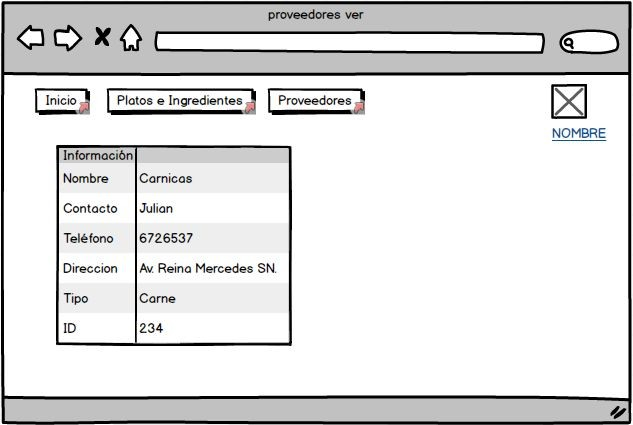 proveedores ver
Inicio Platos e Ingredientes Proveedores
NOMBRE
Información
Nombre Carnicas
Contacto Julian
Teléfono 6726537
Direccion Av. Reina Mercedes SN.
Tipo Carne
ID 234